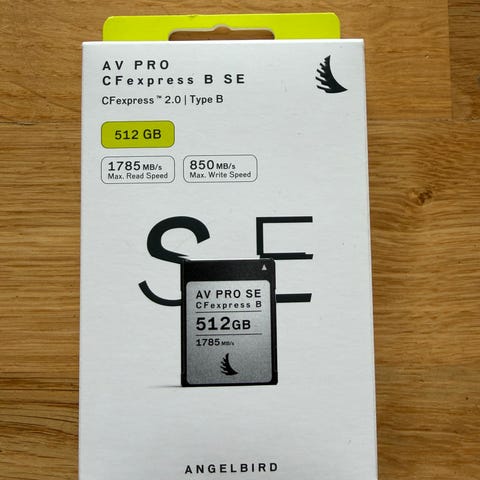 AV PRO
CFexpress B SE
CFexpress™ 2.0 | Type B
512 GB
1785 MB/s
Max. Read Speed
850 MB/s
Max. Write Speed
SE
AV PRO SE
CFexpress B
512GB
1785 MB/s
ANGELBIRD